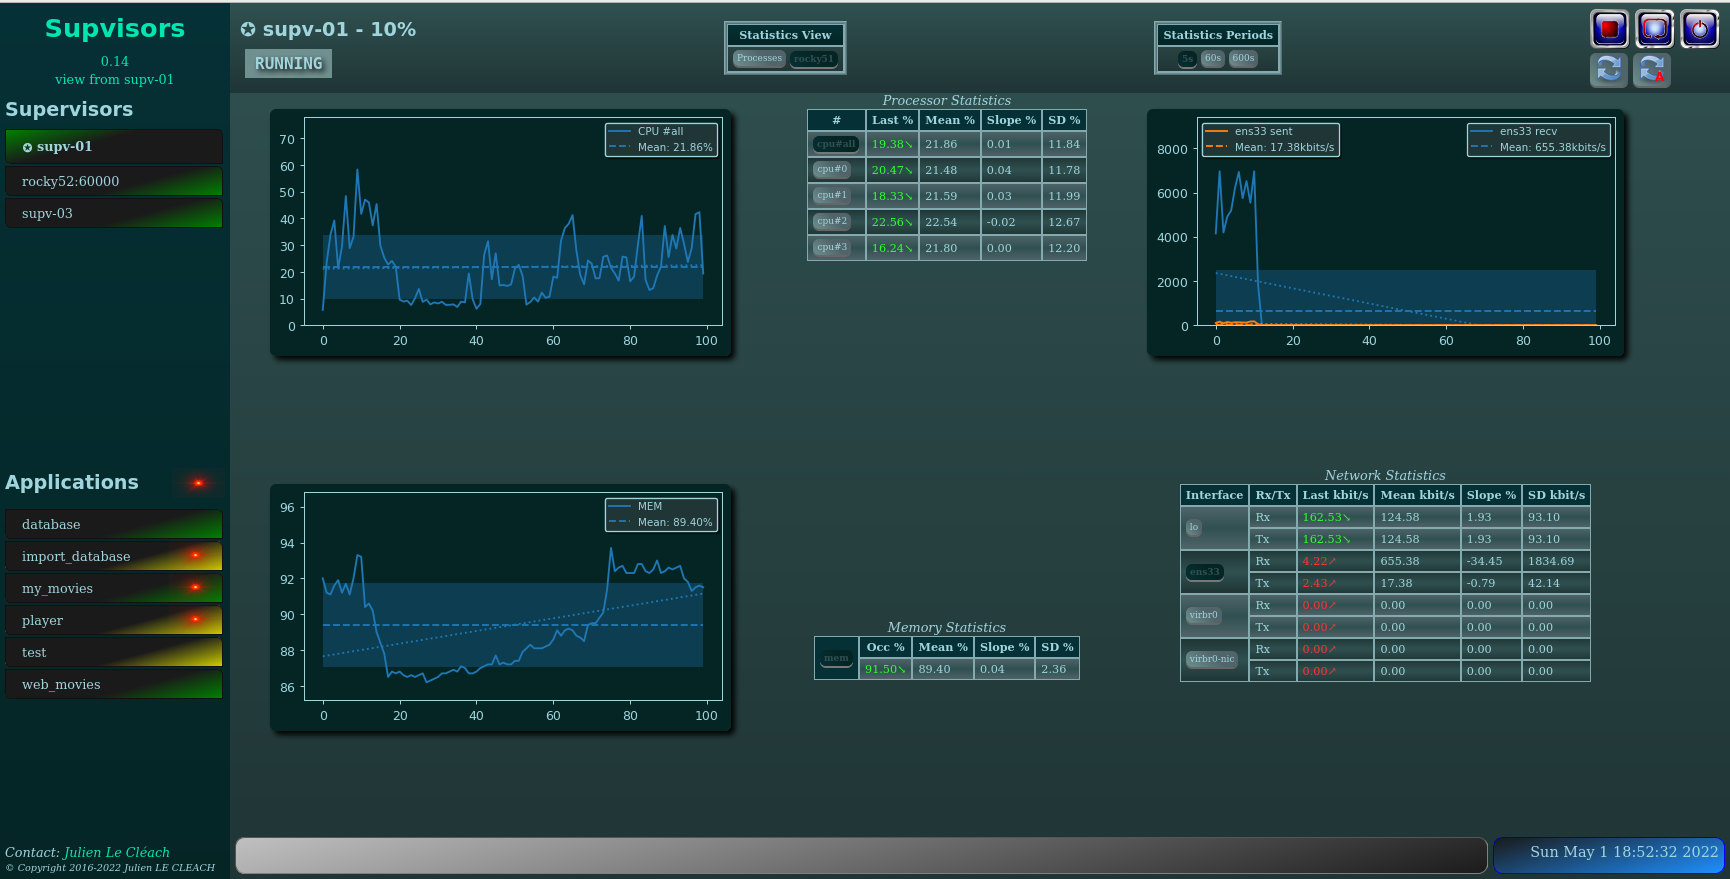 Supvisors
0.14
view from supv-01
Supervisors
✪ supv-01
rocky52:60000
supv-03
Applications
database
import_database
my_movies
player
test
web_movies
Contact: Julien Le Cléach
© Copyright 2016-2022 Julien LE CLEACH
✪ supv-01 - 10%
RUNNING
Statistics View
Processes rocky51
Statistics Periods
5s 60s 600s
A
CPU #all
Mean: 21.86%
70
60
50
40
30
20
10
0
0 20 40 60 80 100
Processor Statistics
# Last % Mean % Slope % SD %
cpu#all 19.38↘ 21.86 0.01 11.84
cpu#0 20.47↘ 21.48 0.04 11.78
cpu#1 18.33↘ 21.59 0.03 11.99
cpu#2 22.56↘ 22.54 -0.02 12.67
cpu#3 16.24↘ 21.80 0.00 12.20
ens33 sent
Mean: 17.38kbits/s
ens33 recv
Mean: 655.38kbits/s
8000
6000
4000
2000
0
0 20 40 60 80 100
MEM
Mean: 89.40%
96
94
92
90
88
86
0 20 40 60 80 100
Memory Statistics
mem Occ % Mean % Slope % SD %
91.50↘ 89.40 0.04 2.36
Network Statistics
Interface Rx/Tx Last kbit/s Mean kbit/s Slope % SD kbit/s
lo Rx 162.53↘ 124.58 1.93 93.10
Tx 162.53↘ 124.58 1.93 93.10
ens33 Rx 4.22↗ 655.38 -34.45 1834.69
Tx 2.43↗ 17.38 -0.79 42.14
virbr0 Rx 0.00↗ 0.00 0.00 0.00
Tx 0.00↗ 0.00 0.00 0.00
virbr0-nic Rx 0.00↗ 0.00 0.00 0.00
Tx 0.00↗ 0.00 0.00 0.00
Sun May 1 18:52:32 2022